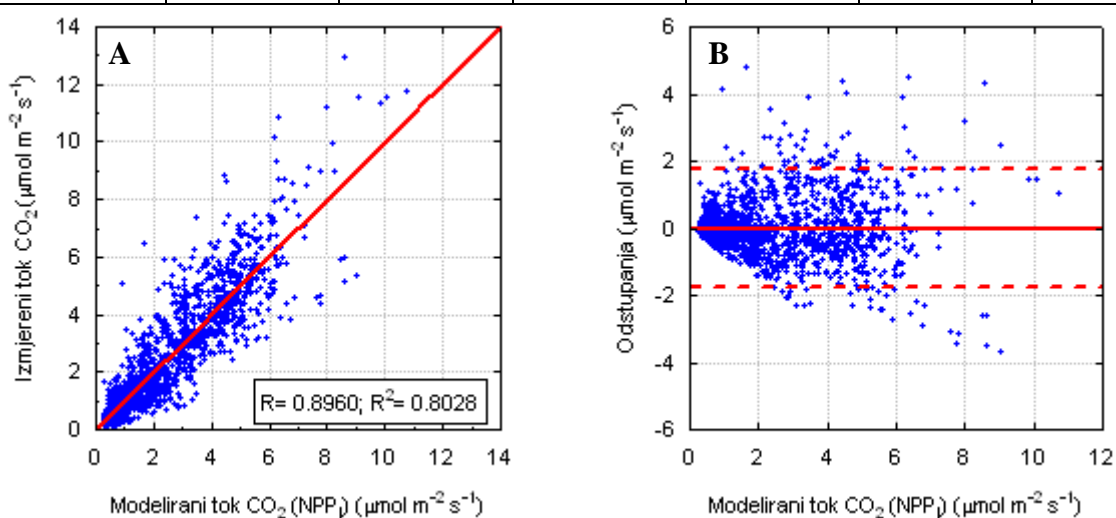 A
Izmjereni tok CO₂ (μmol m⁻² s⁻¹)
14
12
10
8
6
4
2
0
R= 0.8960; R²= 0.8028
0 2 4 6 8 10 12 14
Modelirani tok CO₂ (NPPᵢ) (μmol m⁻² s⁻¹)
B
Odstupanja (μmol m⁻² s⁻¹)
6
4
2
0
-2
-4
-6
0 2 4 6 8 10 12
Modelirani tok CO₂ (NPPᵢ) (μmol m⁻² s⁻¹)